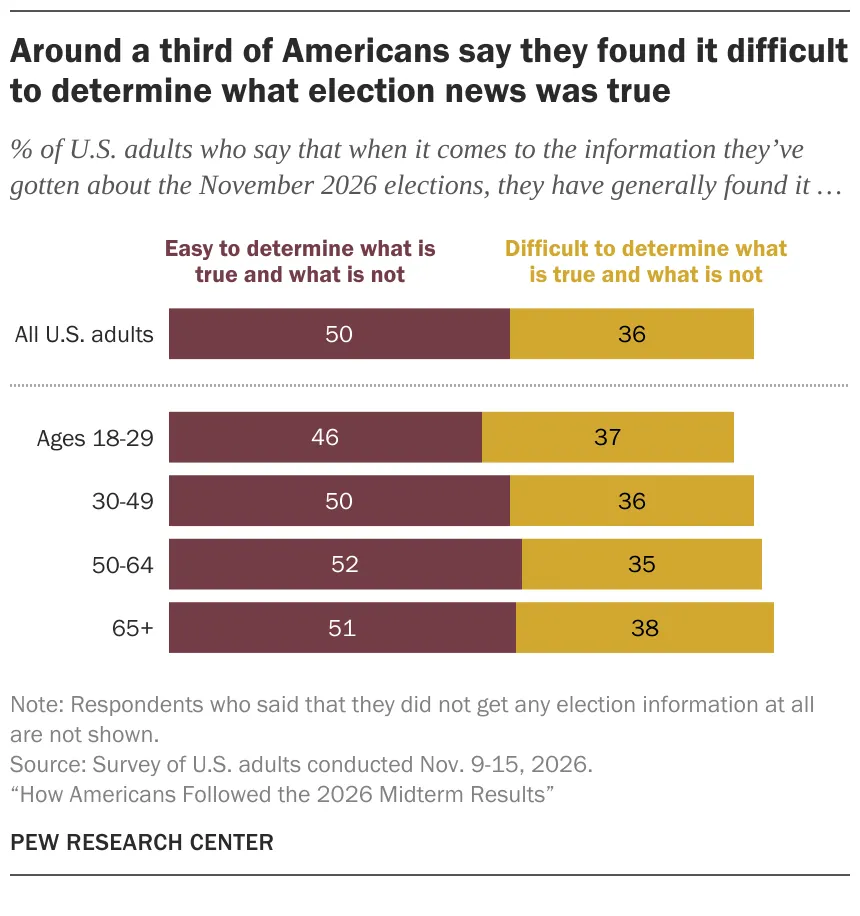 Around a third of Americans say they found it difficult
to determine what election news was true
% of U.S. adults who say that when it comes to the information they’ve
gotten about the November 2026 elections, they have generally found it …
Easy to determine what is
true and what is not
Difficult to determine what
is true and what is not
All U.S. adults 50 36
Ages 18-29 46 37
30-49 50 36
50-64 52 35
65+ 51 38
Note: Respondents who said that they did not get any election information at all
are not shown.
Source: Survey of U.S. adults conducted Nov. 9-15, 2026.
“How Americans Followed the 2026 Midterm Results”
PEW RESEARCH CENTER